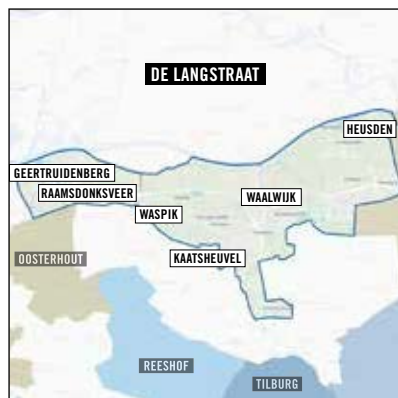 DE LANGSTRAAT
HEUSDEN
GEERTRUIDENBERG
RAAMSDONKSVEER
WAALWIJK
WASPIK
KAATSHEUVEL
OOSTERHOUT
REESHOF
TILBURG